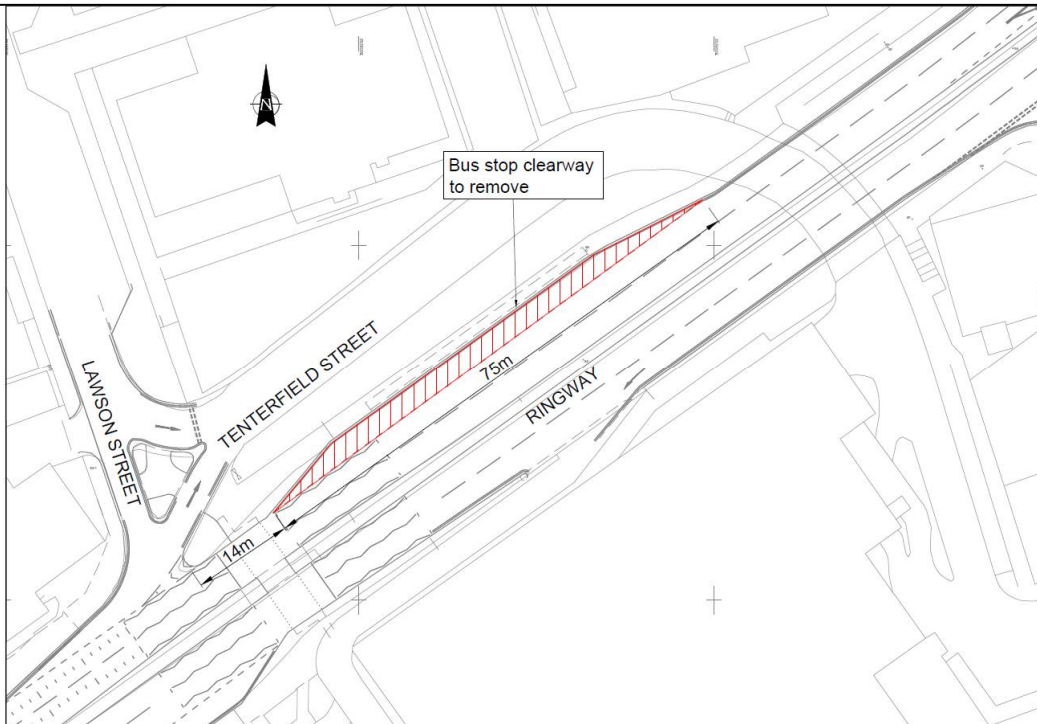 N
Bus stop clearway
to remove
75m
RINGWAY
TENTERFIELD STREET
LAWSON STREET
14m